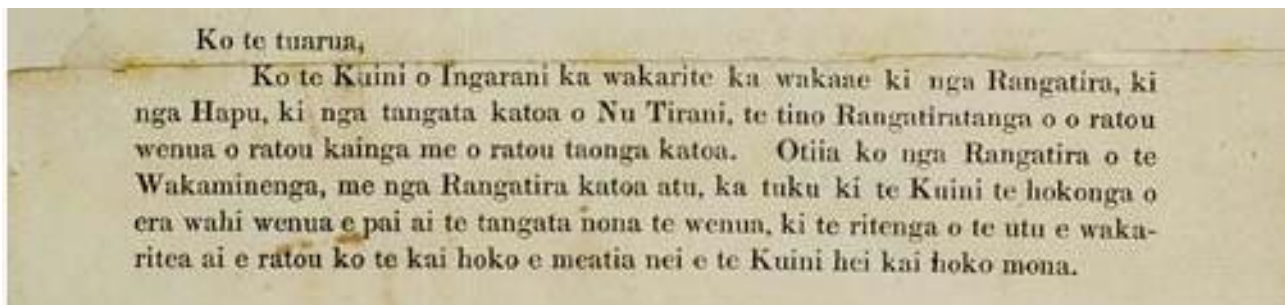 Ko te tuarua,
Ko te Kuini o Ingarani ka wakarite ka wakaae ki nga Rangatira, ki
nga Hapu, ki nga tangata katoa o Nu Tirani, te tino Rangatiratanga o o ratou
wenua o ratou kainga me o ratou taonga katoa. Otiia ko nga Rangatira o te
Wakaminenga, me nga Rangatira katoa atu, ka tuku ki te Kuini te hokonga o
era wahi wenua e pai ai te tangata nona te wenua, ki te ritenga o te utu e waka-
ritea ai e ratou ko te kai hoko e meatia nei e te Kuini hei kai hoko mona.